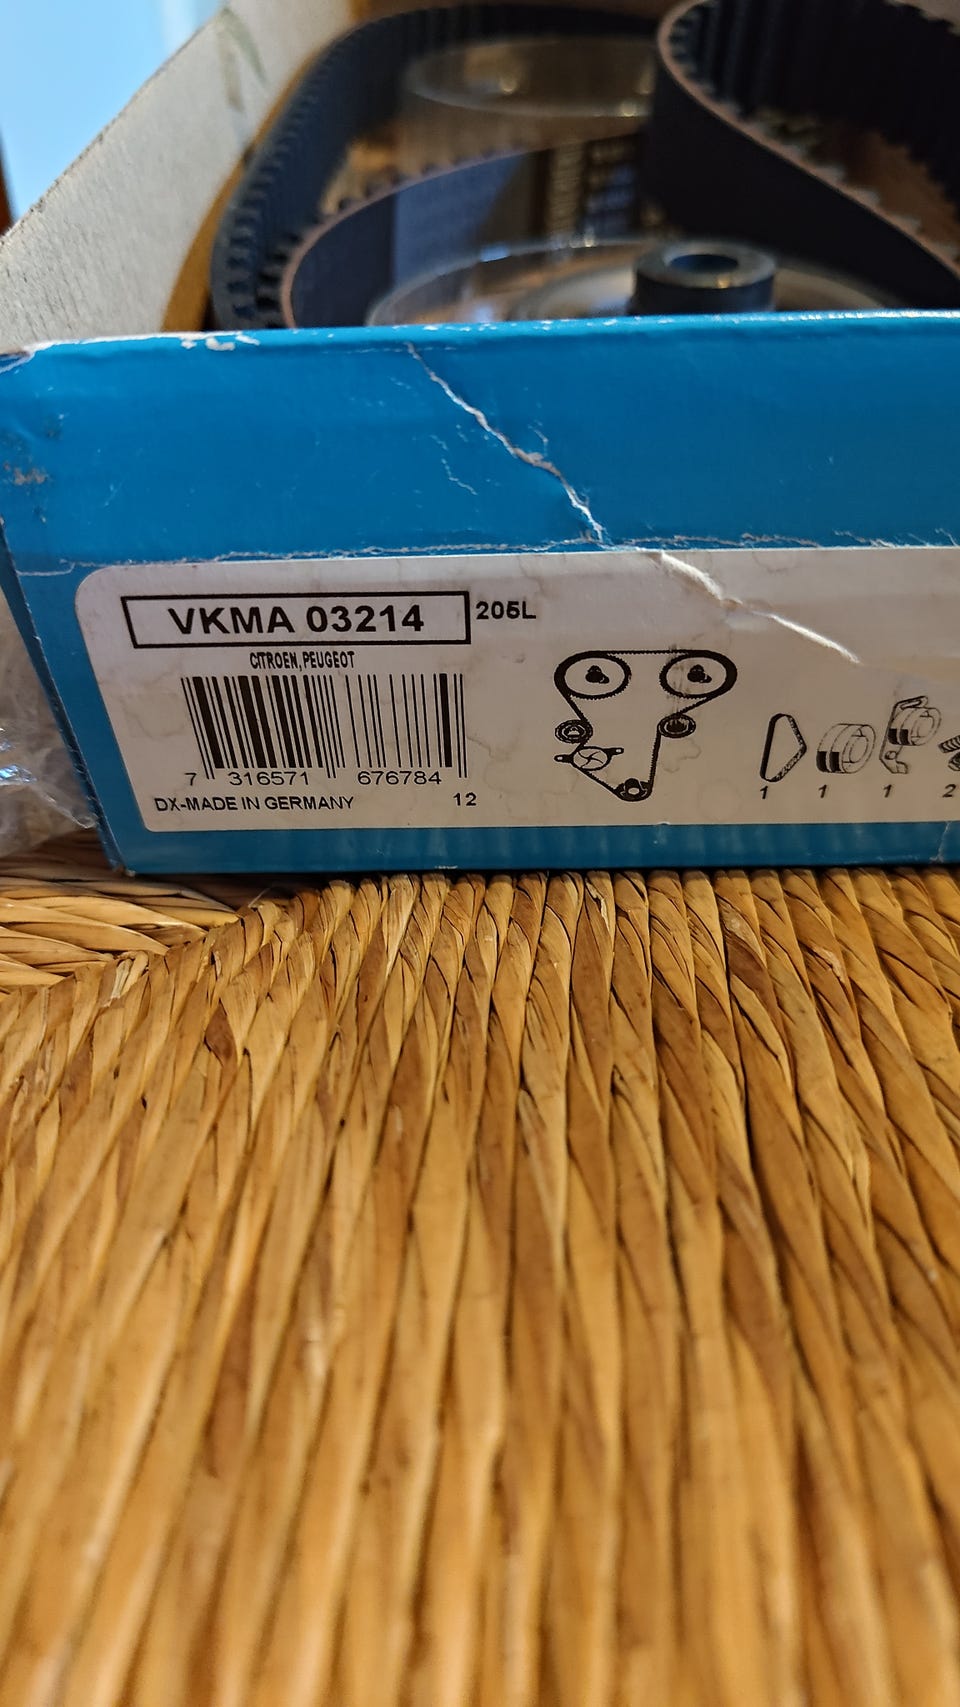 VKMA 03214
205L
CITROEN, PEUGEOT
7 316571 676784
DX-MADE IN GERMANY 12
1 1 1 2